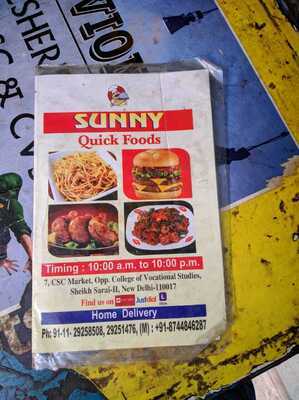 SUNNY
Quick Foods
Timing : 10:00 a.m. to 10:00 p.m.
7, CSC Market, Opp. College of Vocational Studies,
Sheikh Sarai-II, New Delhi-110017
Find us on Justdial
Home Delivery
Ph: 91-11- 29258508, 29251476, (M) : +91-8744846287